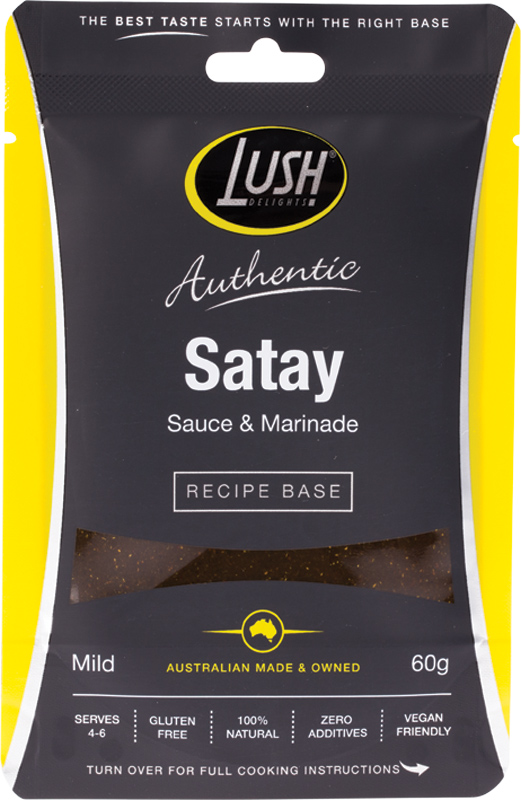 THE BEST TASTE STARTS WITH THE RIGHT BASE
LUSH®
DELIGHTS
Authentic
Satay
Sauce & Marinade
RECIPE BASE
Mild
AUSTRALIAN MADE & OWNED
60g
SERVES 4-6
GLUTEN FREE
100% NATURAL
ZERO ADDITIVES
VEGAN FRIENDLY
TURN OVER FOR FULL COOKING INSTRUCTIONS